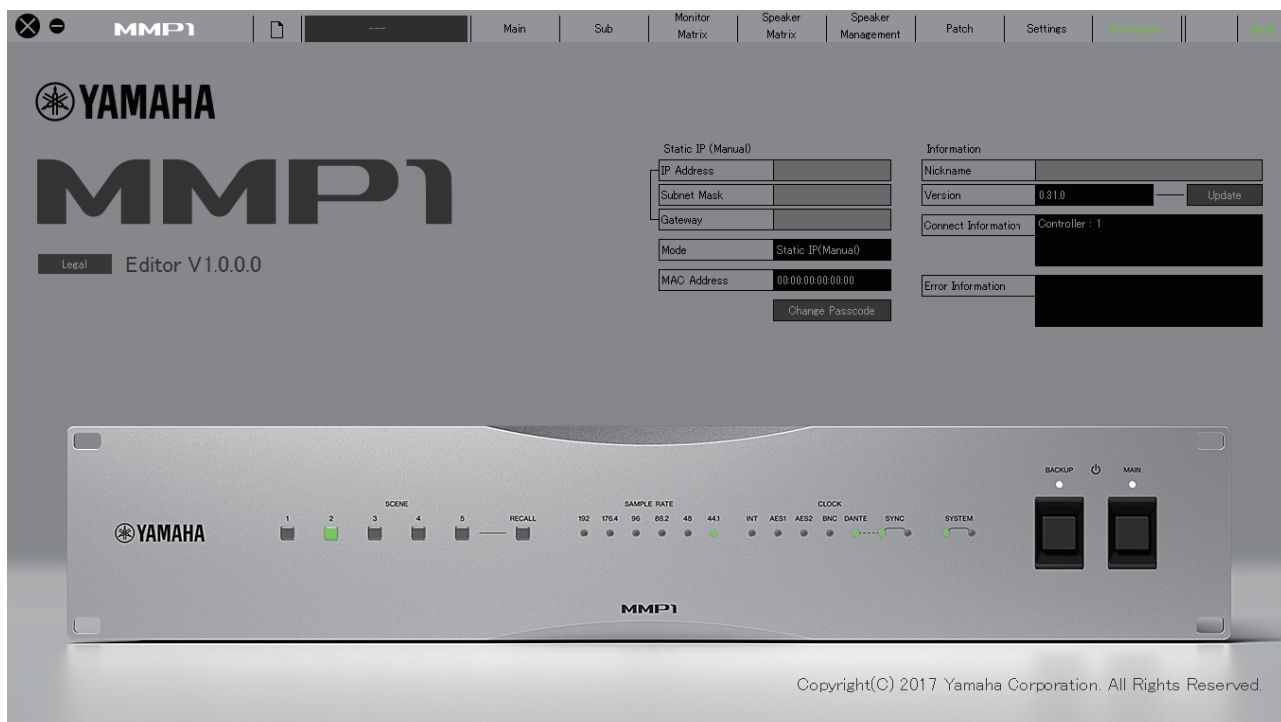 MMP1
---
Main
Sub
Monitor
Matrix
Speaker
Matrix
Speaker
Management
Patch
Settings
YAMAHA
MMP1
Legal
Editor V1.0.0.0
Static IP (Manual)
IP Address
Subnet Mask
Gateway
Mode Static IP(Manual)
MAC Address 00:00:00:00:00:00
Change Passcode
Information
Nickname
Version 0.31.0 Update
Connect Information Controller : 1
Error Information
BACKUP MAIN
SCENE SAMPLE RATE CLOCK
1 2 3 4 5 RECALL 192 176.4 96 88.2 48 44.1 INT AES1 AES2 BNC DANTE SYNC SYSTEM
YAMAHA
MMP1
Copyright(C) 2017 Yamaha Corporation. All Rights Reserved.